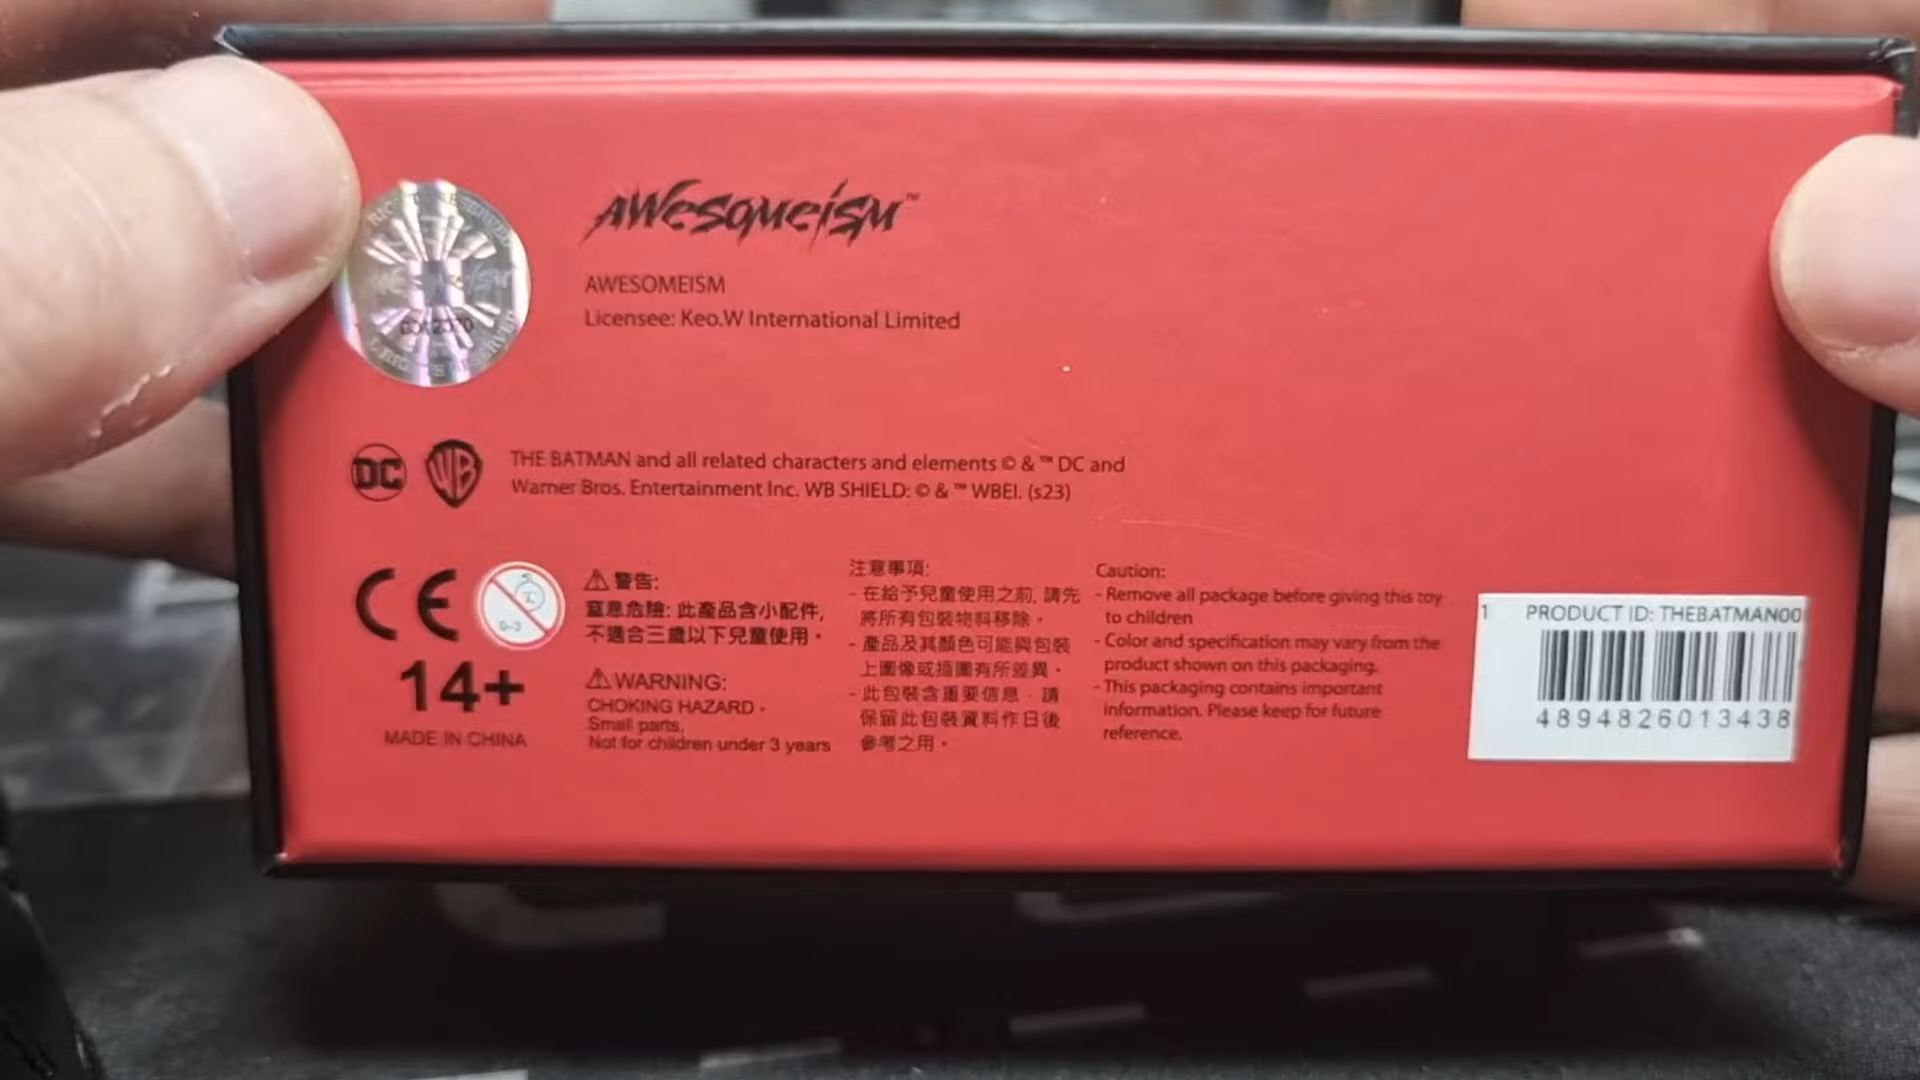 AWESOMEISM™
AWESOMEISM
Licensee: Keo.W International Limited
DC
WB
THE BATMAN and all related characters and elements © & ™ DC and
Warner Bros. Entertainment Inc. WB SHIELD: © & ™ WBEI. (s23)
CE
0-3
14+
MADE IN CHINA
⚠警告:
窒息危險: 此產品含小配件,
不適合三歲以下兒童使用。
⚠WARNING:
CHOKING HAZARD -
Small parts.
Not for children under 3 years
注意事項:
- 在給予兒童使用之前, 請先
將所有包裝物料移除。
- 產品及其顏色可能與包裝
上圖像或插圖有所差異。
- 此包裝含重要信息, 請
保留此包裝資料作日後
參考之用。
Caution:
- Remove all package before giving this toy
to children
- Color and specification may vary from the
product shown on this packaging.
- This packaging contains important
information. Please keep for future
reference.
1 PRODUCT ID: THEBATMAN00
4894826013438